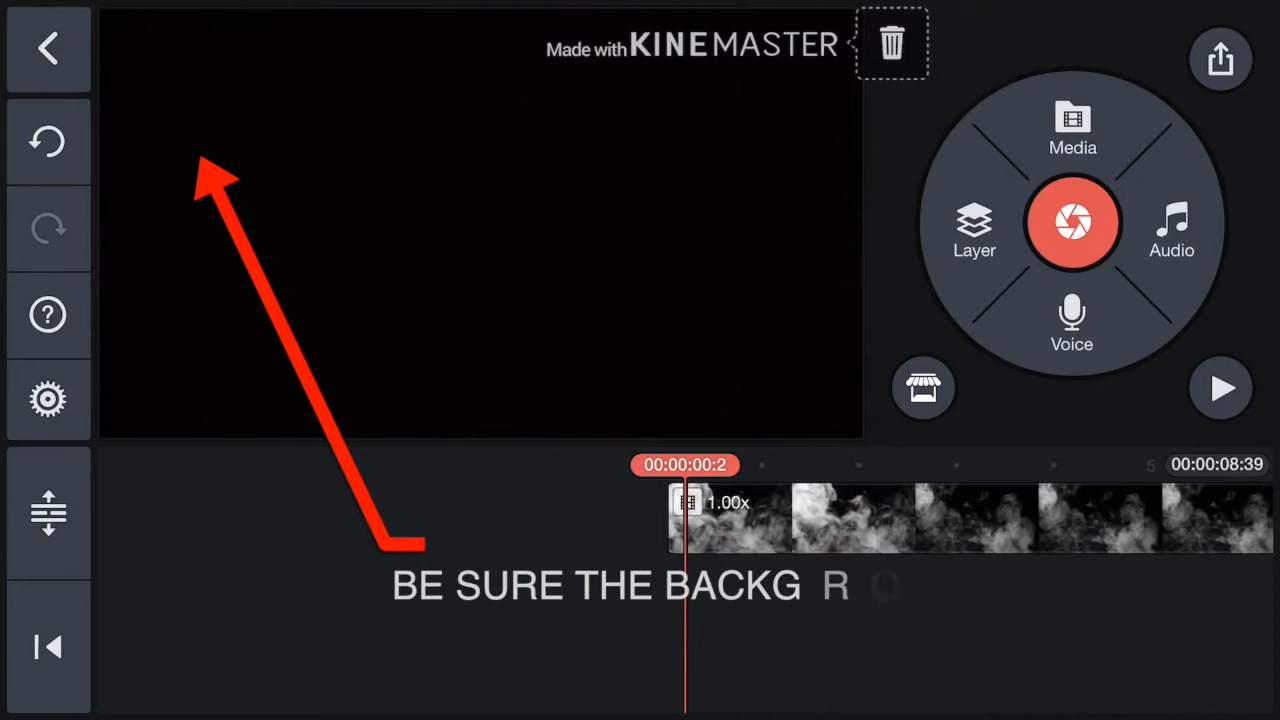 Made with KINEMASTER
Media
Layer
Audio
Voice
?
00:00:00:2
5
00:00:08:39
1.00x
BE SURE THE BACKG R O